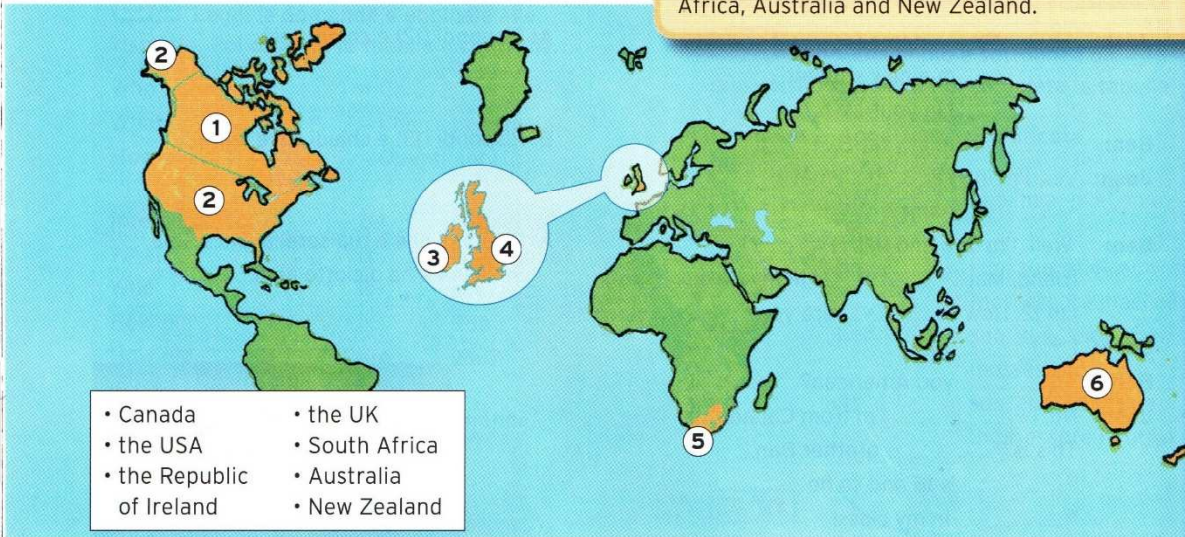 Africa, Australia and New Zealand.
2
1
2
3
4
5
6
• Canada
• the USA
• the Republic
of Ireland
• the UK
• South Africa
• Australia
• New Zealand